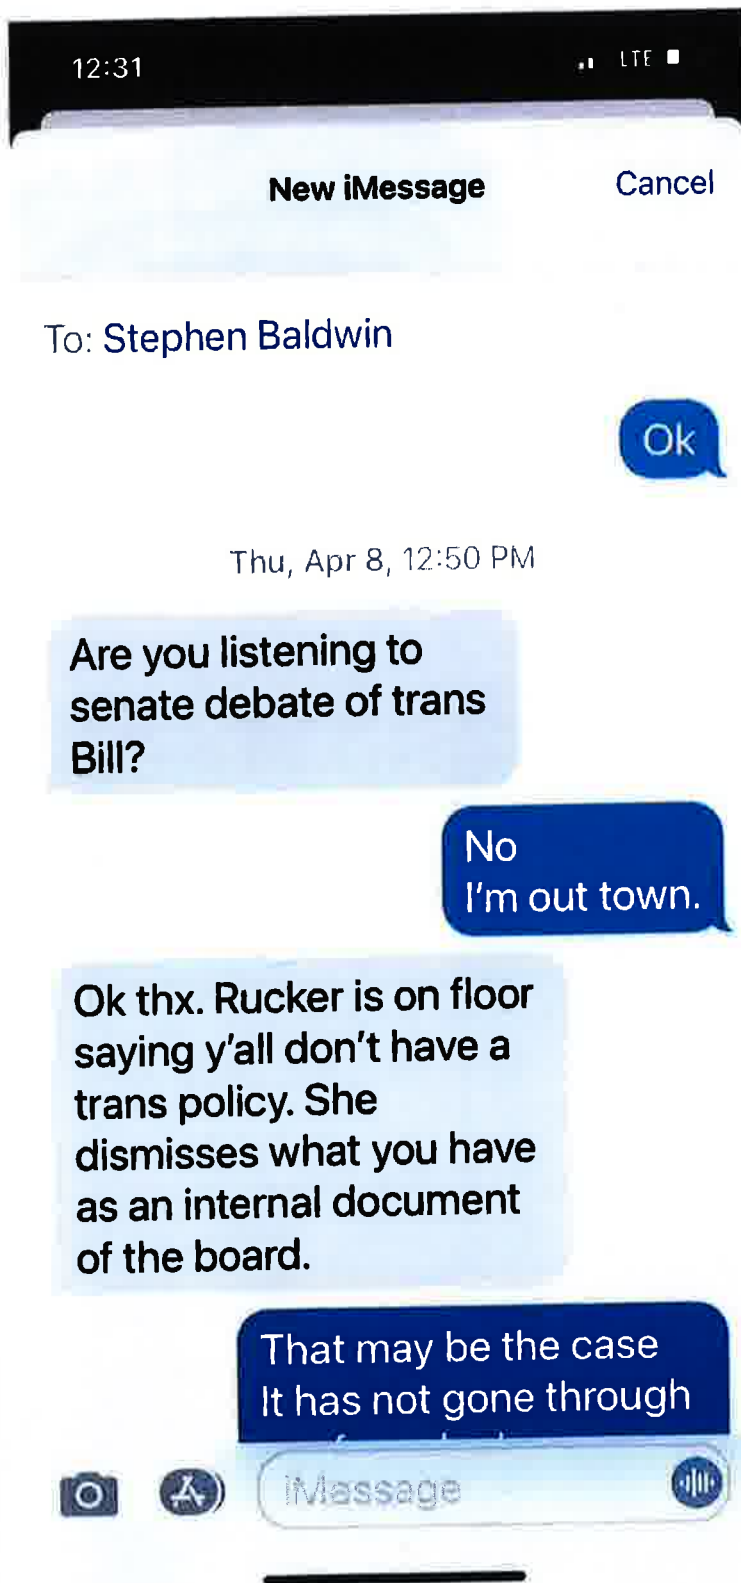 12:31
LTE
New iMessage
Cancel
To: Stephen Baldwin
Ok
Thu, Apr 8, 12:50 PM
Are you listening to
senate debate of trans
Bill?
No
I'm out town.
Ok thx. Rucker is on floor
saying y'all don't have a
trans policy. She
dismisses what you have
as an internal document
of the board.
That may be the case
It has not gone through
iMessage